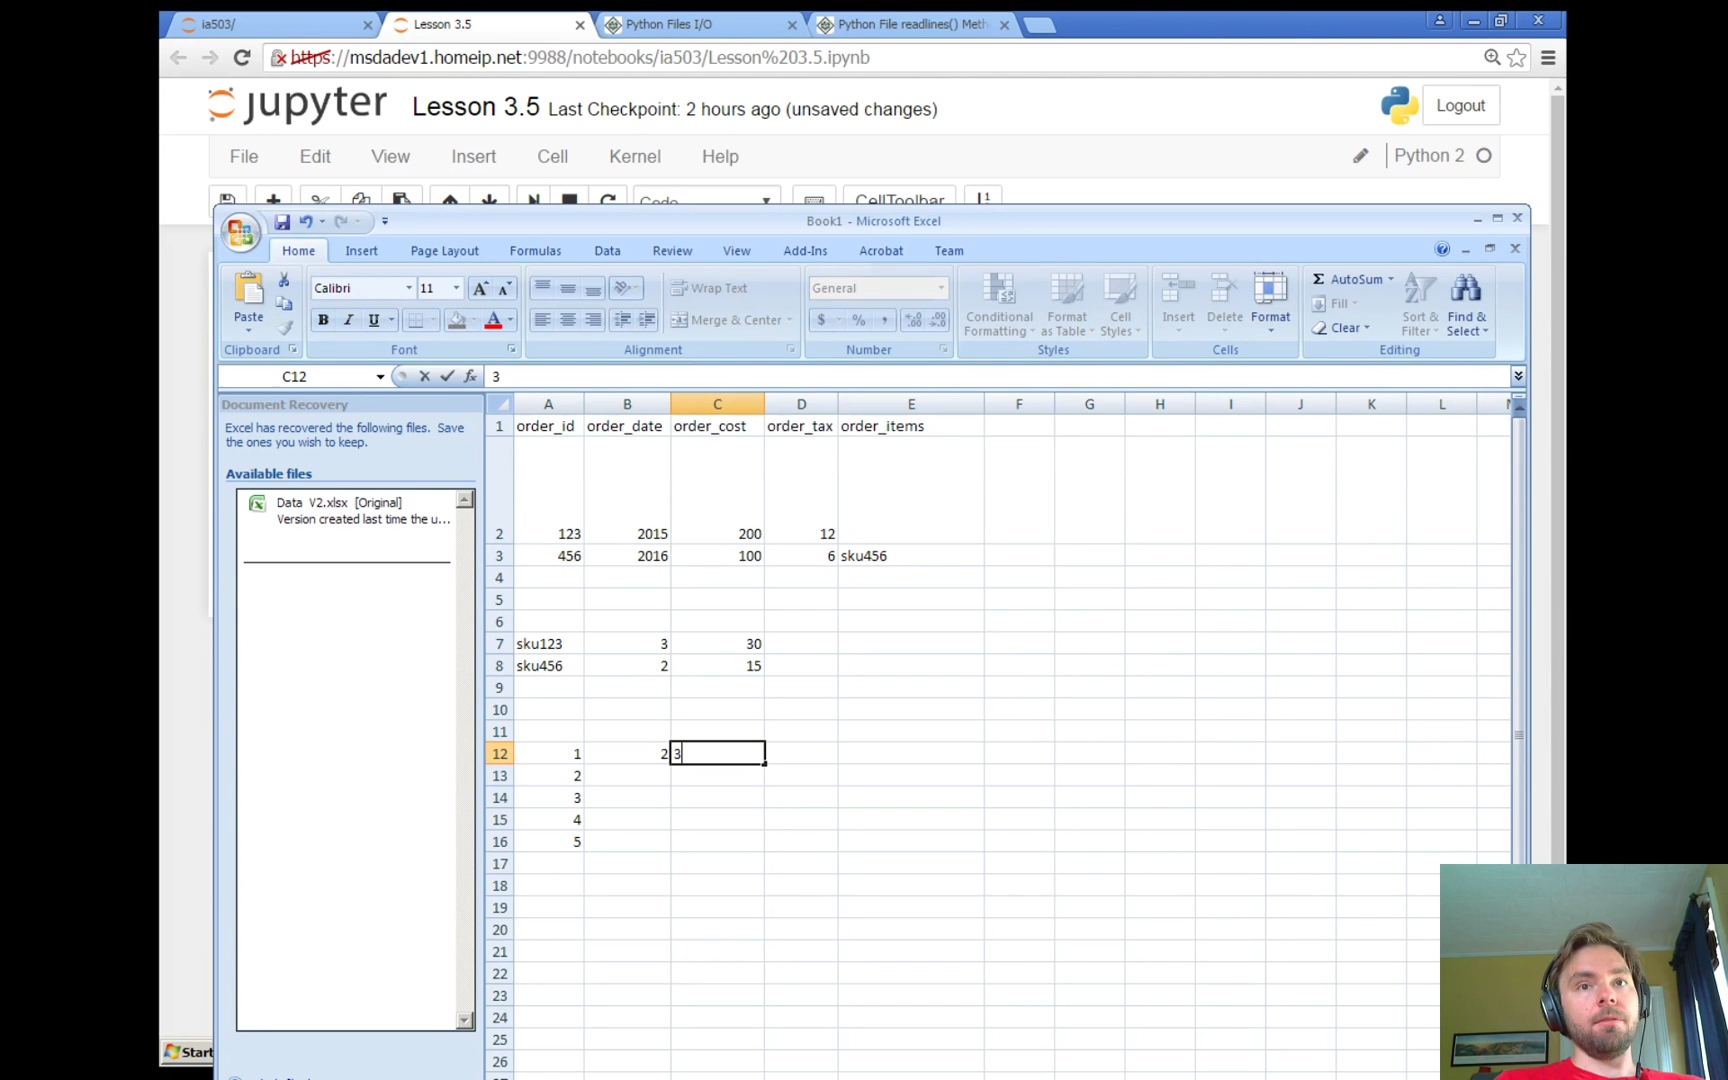 ia503/
Lesson 3.5
Python Files I/O
Python File readlines() Meth
https://msdadev1.homeip.net:9988/notebooks/ia503/Lesson%203.5.ipynb
jupyter Lesson 3.5 Last Checkpoint: 2 hours ago (unsaved changes)
Logout
File Edit View Insert Cell Kernel Help
Python 2
Code
CellToolbar
Book1 - Microsoft Excel
Home Insert Page Layout Formulas Data Review View Add-Ins Acrobat Team
Calibri 11
Wrap Text
General
AutoSum
Paste
Conditional Formatting
Format as Table
Cell Styles
Insert Delete Format
Fill
Clear
Sort & Filter
Find & Select
B I U
Merge & Center
$ % ,
Clipboard Font Alignment Number Styles Cells Editing
C12 fx 3
Document Recovery
Excel has recovered the following files. Save
the ones you wish to keep.
Available files
Data V2.xlsx [Original]
Version created last time the u...
A B C D E F G H I J K L
1 order_id order_date order_cost order_tax order_items
2 123 2015 200 12
3 456 2016 100 6 sku456
4
5
6
7 sku123 3 30
8 sku456 2 15
9
10
11
12 1 2 3
13 2
14 3
15 4
16 5
17
18
19
20
21
22
23
24
25
26
Start